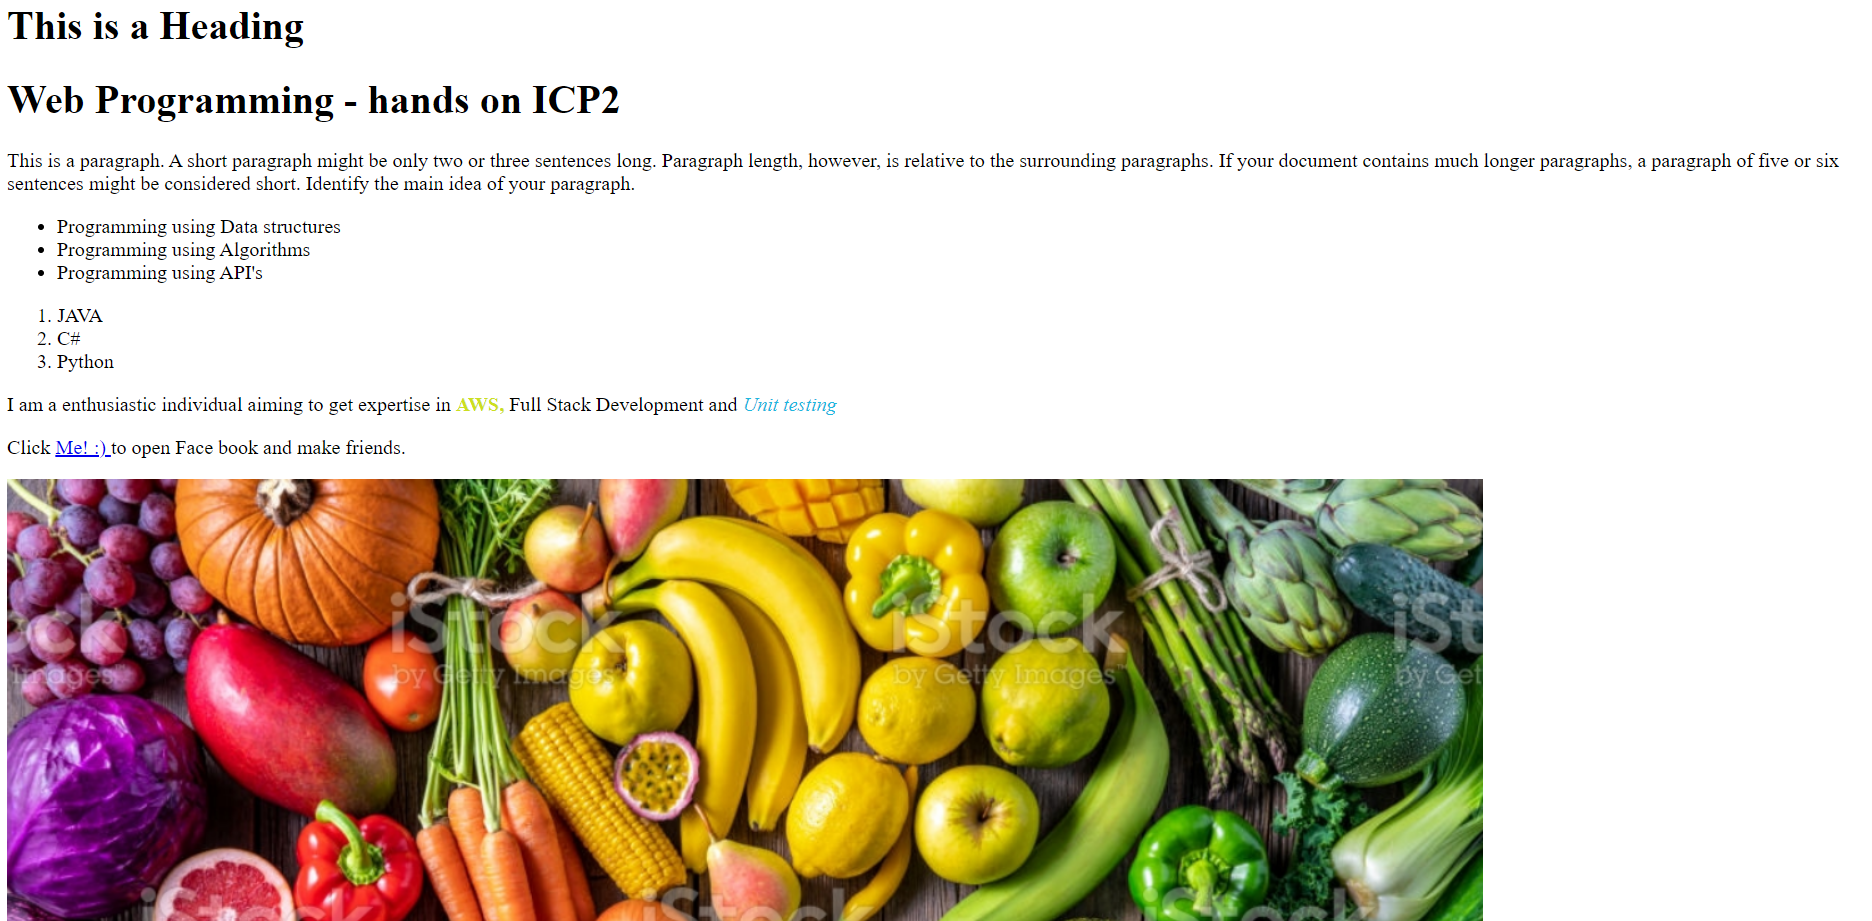 This is a Heading
Web Programming - hands on ICP2
This is a paragraph. A short paragraph might be only two or three sentences long. Paragraph length, however, is relative to the surrounding paragraphs. If your document contains much longer paragraphs, a paragraph of five or six
sentences might be considered short. Identify the main idea of your paragraph.
• Programming using Data structures
• Programming using Algorithms
• Programming using API's
1. JAVA
2. C#
3. Python
I am a enthusiastic individual aiming to get expertise in AWS, Full Stack Development and Unit testing
Click Me! :) to open Face book and make friends.
ock iStock iStock iSt
Images by Getty Images™ by Getty Images™ by Get
iStock iStock iStock